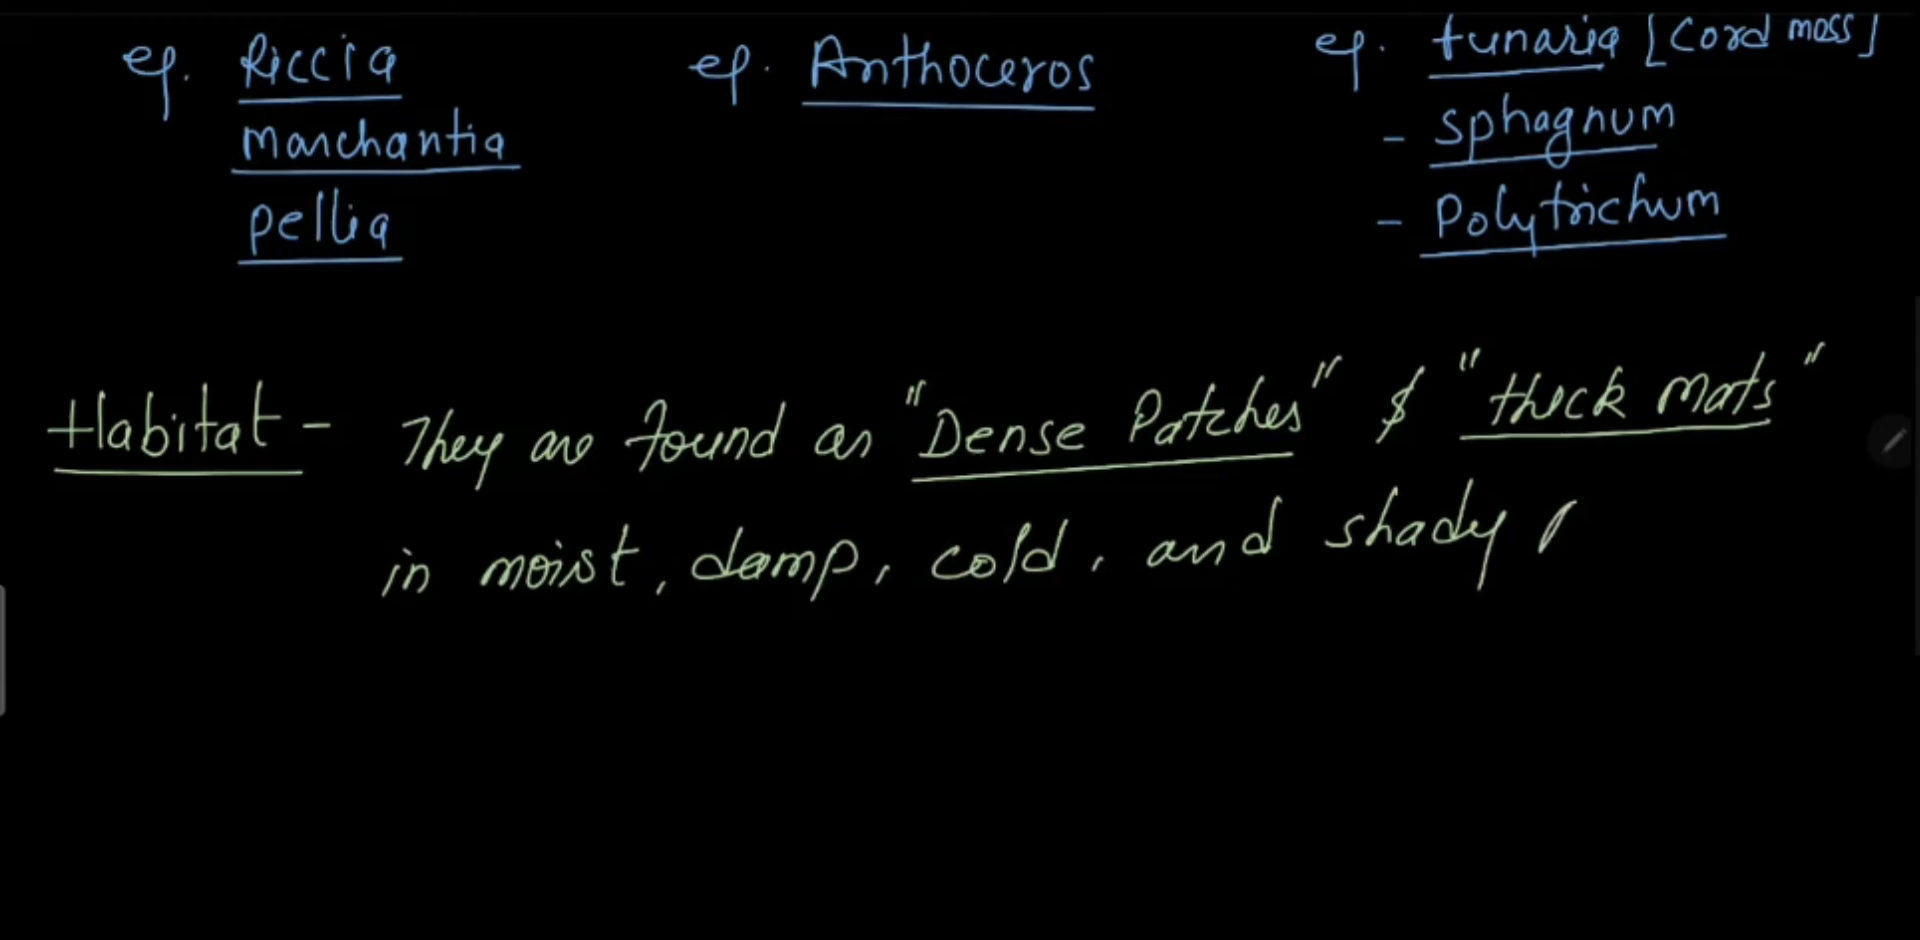 eg. Riccia
Marchantia
Pellia
eg. Anthoceros
eg. Funaria [Cord moss]
- Sphagnum
- Polytrichum
Habitat - They are found as "Dense Patches" & "thick mats"
in moist, damp, cold, and shady